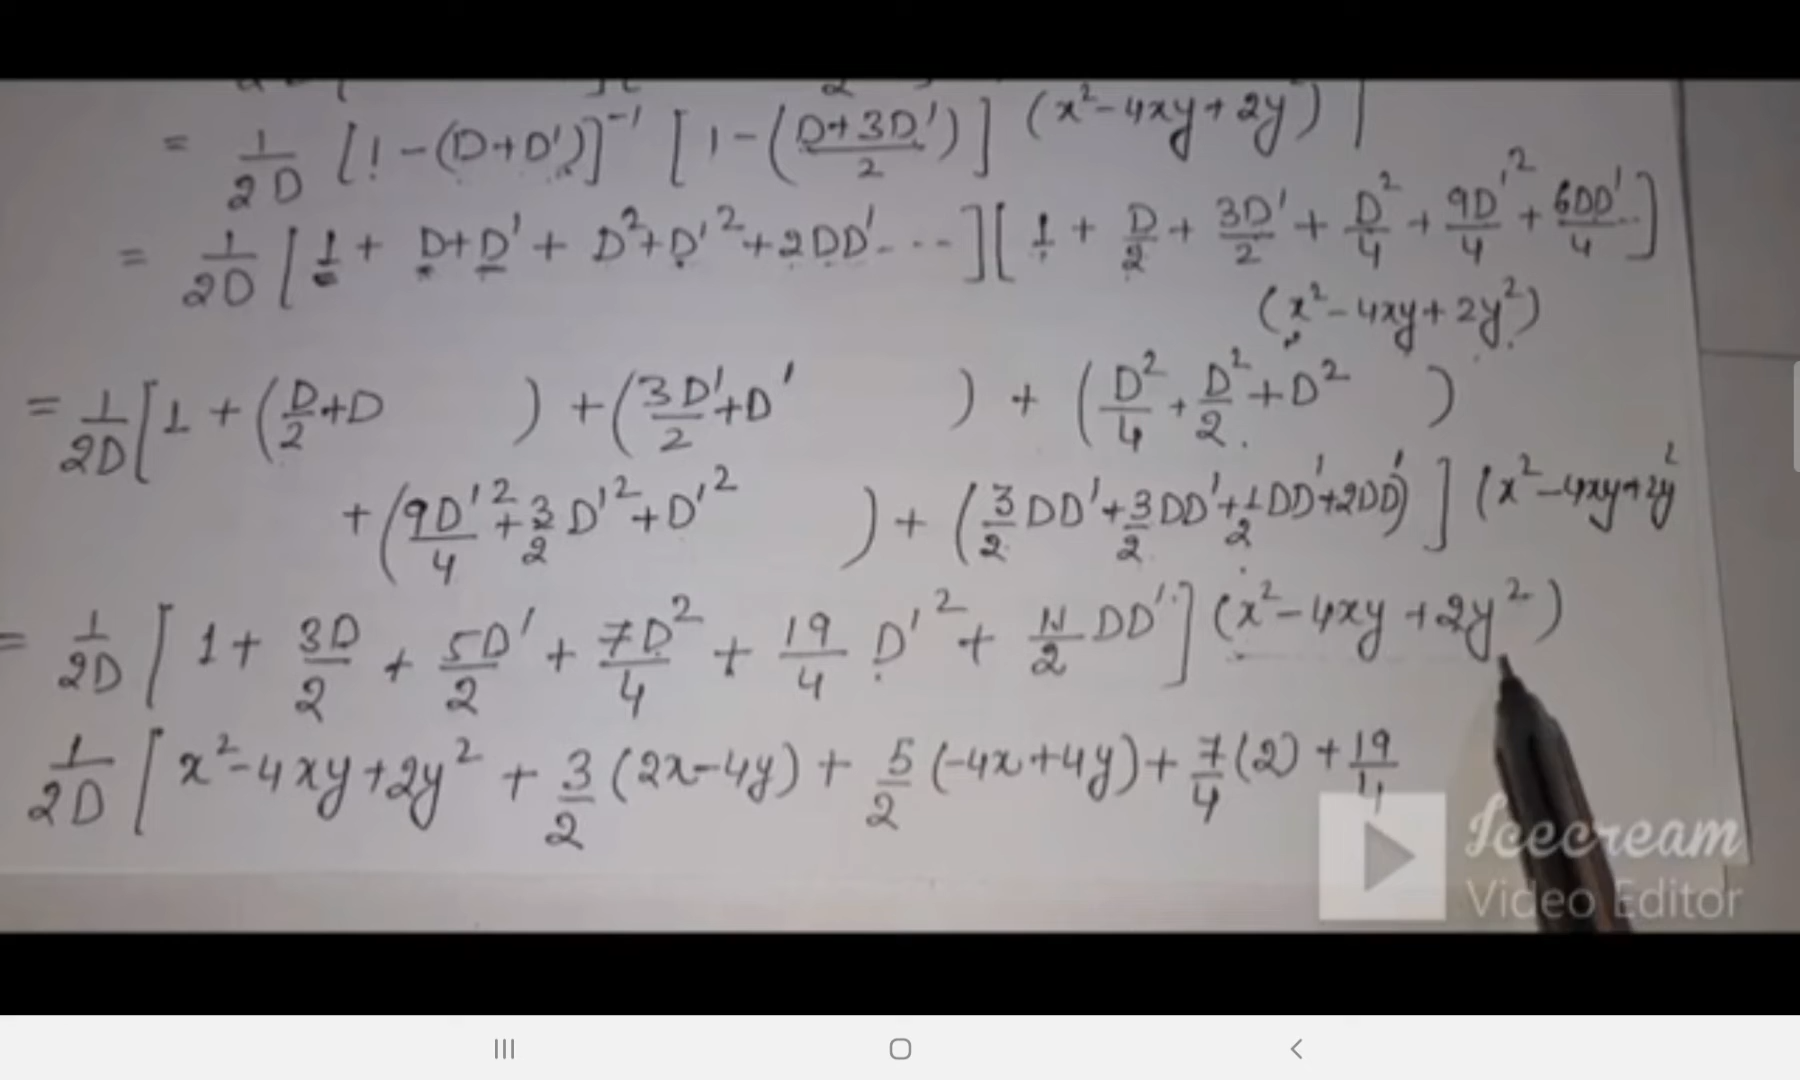 = 1/2D [1-(D+D')]⁻¹ [1-(D+3D'/2)] (x²-4xy+2y)
= 1/2D [1 + D+D' + D²+D'²+2DD' ---][1 + D/2 + 3D'/2 + D²/4 + 9D'²/4 + 6DD'/4 --]
(x²-4xy+2y²)
= 1/2D [1 + (D/2+D ) + (3D'/2+D' ) + (D²/4+D²/2+D² )
+ (9D'²/4+3/2 D'²+D'² ) + (3/2 DD'+3/2 DD'+1/2 DD'+2DD') ] (x²-4xy+2y²
= 1/2D [1 + 3D/2 + 5D'/2 + 7D²/4 + 19/4 D'² + 11/2 DD'] (x²-4xy+2y²)
1/2D [x²-4xy+2y² + 3/2 (2x-4y) + 5/2 (-4x+4y) + 7/4 (2) + 19/4
Icecream
Video Editor